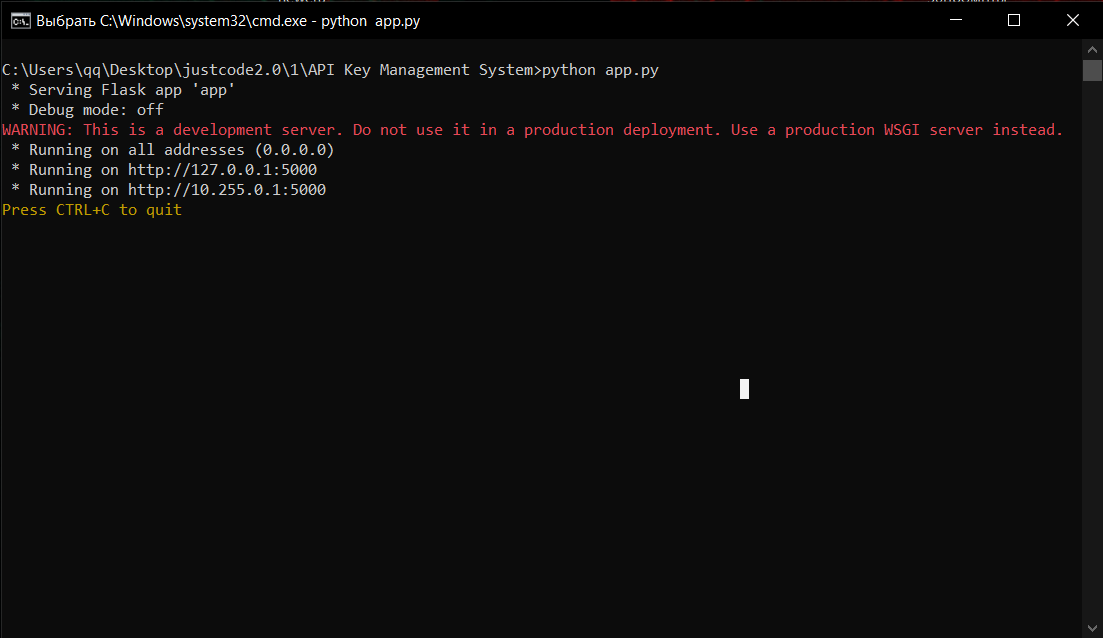 Выбрать C:\Windows\system32\cmd.exe - python  app.py
C:\Users\qq\Desktop\justcode2.0\1\API Key Management System>python app.py
 * Serving Flask app 'app'
 * Debug mode: off
WARNING: This is a development server. Do not use it in a production deployment. Use a production WSGI server instead.
 * Running on all addresses (0.0.0.0)
 * Running on http://127.0.0.1:5000
 * Running on http://10.255.0.1:5000
Press CTRL+C to quit